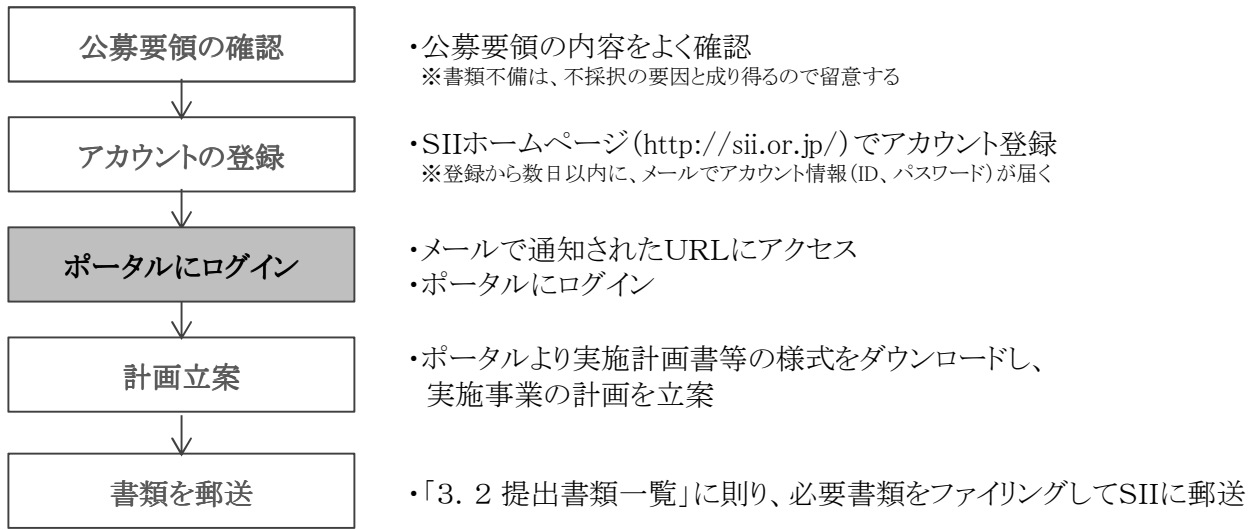 公募要領の確認
・公募要領の内容をよく確認
※書類不備は、不採択の要因と成り得るので留意する
アカウントの登録
・SIIホームページ（http://sii.or.jp/）でアカウント登録
※登録から数日以内に、メールでアカウント情報（ID、パスワード）が届く
ポータルにログイン
・メールで通知されたURLにアクセス
・ポータルにログイン
計画立案
・ポータルより実施計画書等の様式をダウンロードし、
実施事業の計画を立案
書類を郵送
・「3．2 提出書類一覧」に則り、必要書類をファイリングしてSIIに郵送